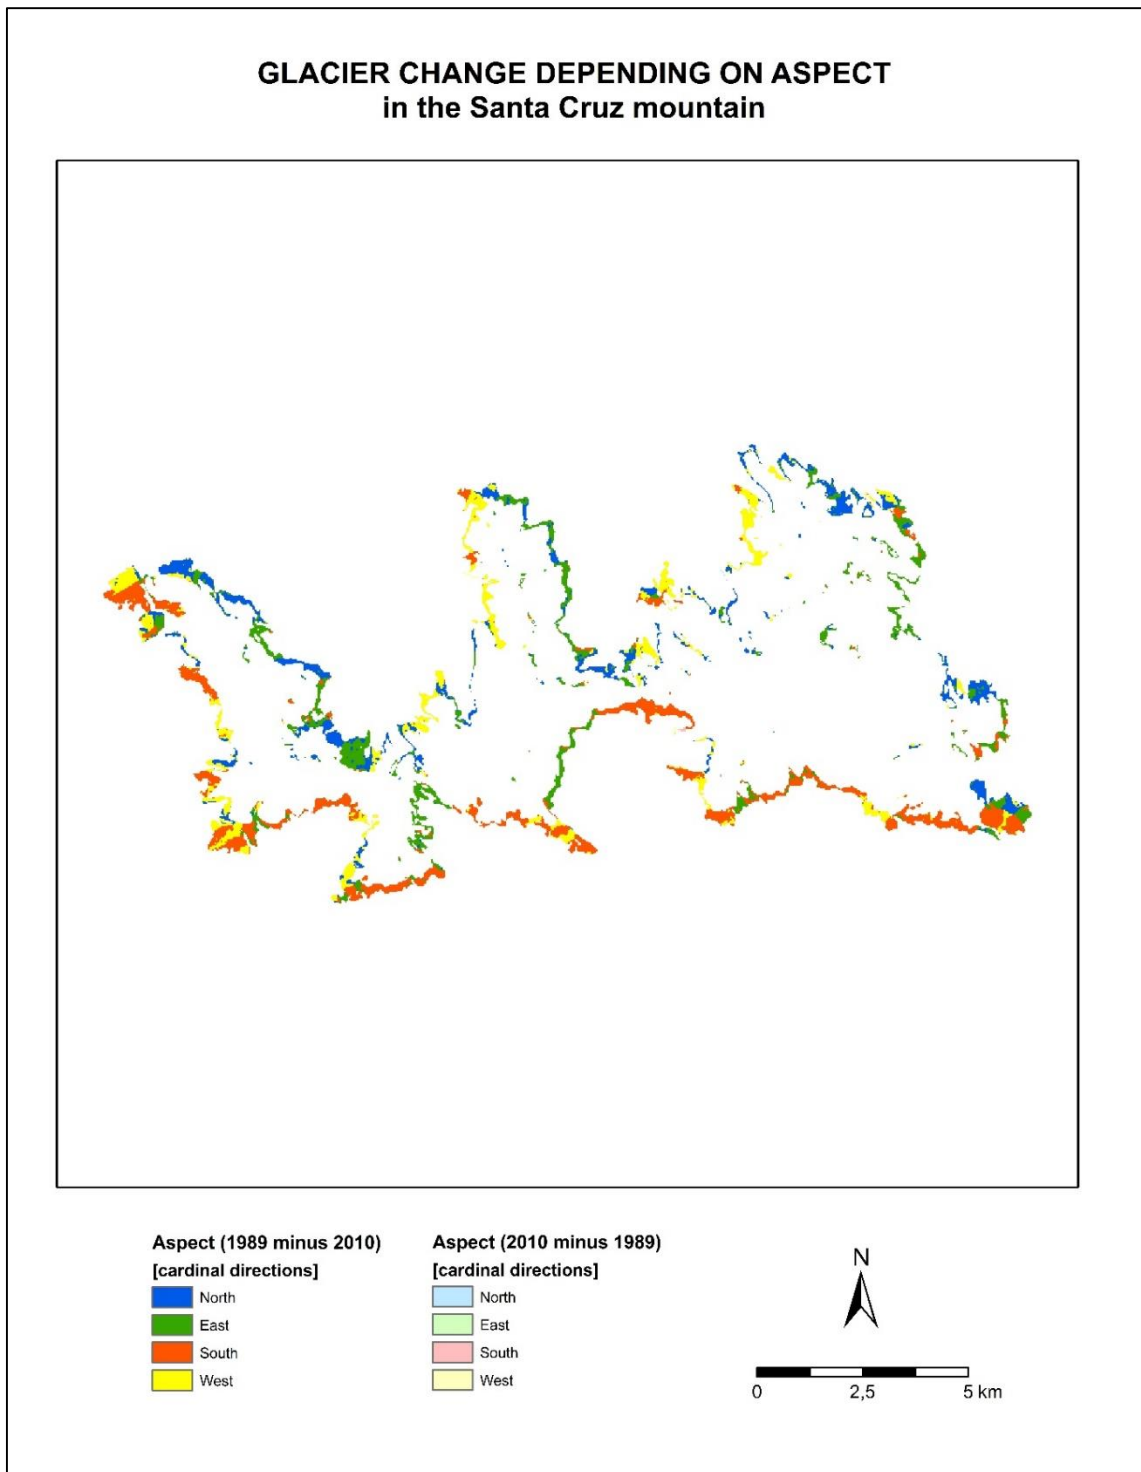 GLACIER CHANGE DEPENDING ON ASPECT
in the Santa Cruz mountain
Aspect (1989 minus 2010)
[cardinal directions]
North
East
South
West
Aspect (2010 minus 1989)
[cardinal directions]
North
East
South
West
N
0 2,5 5 km